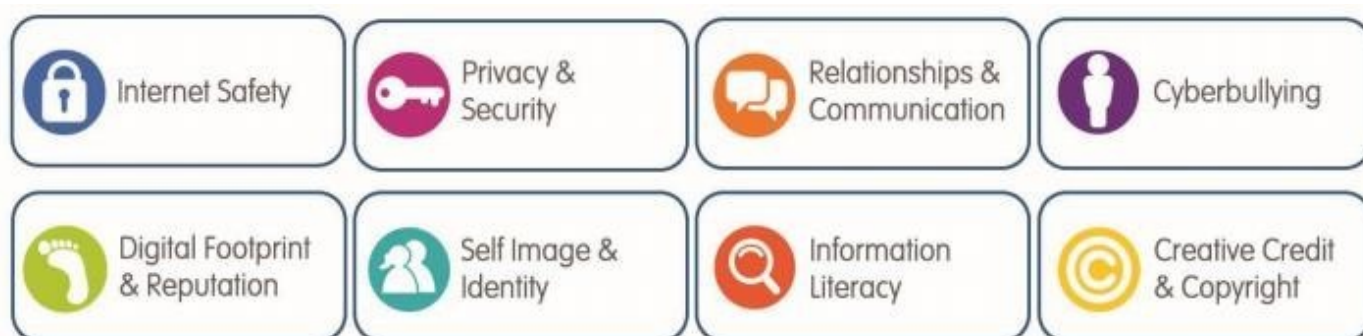 Internet Safety
Privacy &
Security
Relationships &
Communication
Cyberbullying
Digital Footprint
& Reputation
Self Image &
Identity
Information
Literacy
Creative Credit
& Copyright